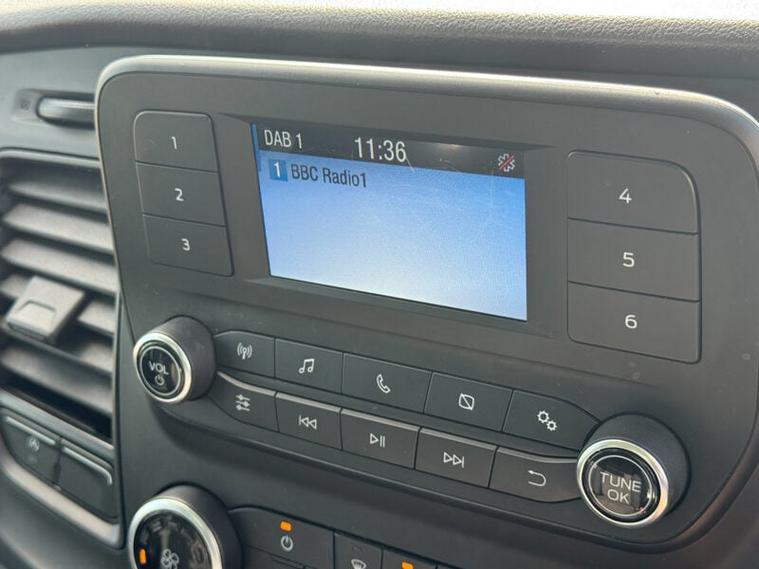 DAB 1 11:36
1 BBC Radio1
1
2
3
4
5
6
VOL
TUNE
OK